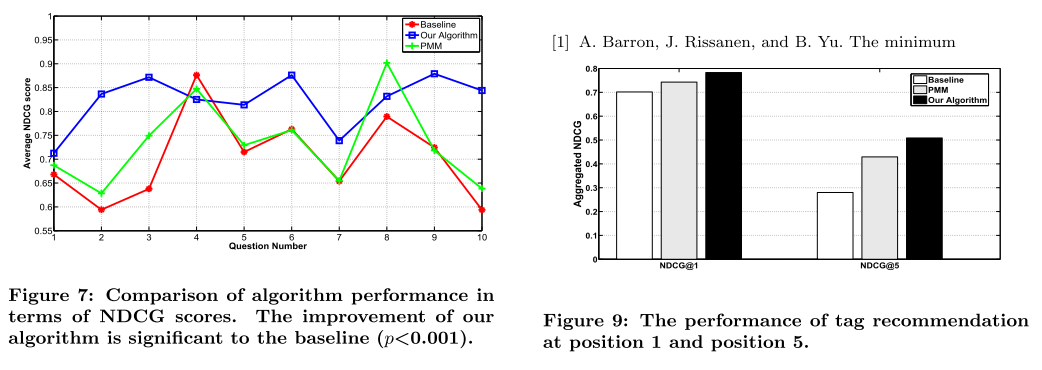 1
0.95
0.9
0.85
0.8
0.75
0.7
0.65
0.6
0.55
Average NDCG score
Baseline
Our Algorithm
PMM
1 2 3 4 5 6 7 8 9 10
Question Number
Figure 7: Comparison of algorithm performance in
terms of NDCG scores. The improvement of our
algorithm is significant to the baseline (p<0.001).
[1] A. Barron, J. Rissanen, and B. Yu. The minimum
0.8
0.7
0.6
0.5
0.4
0.3
0.2
0.1
0
Aggregated NDCG
Baseline
PMM
Our Algorithm
NDCG@1 NDCG@5
Figure 9: The performance of tag recommendation
at position 1 and position 5.